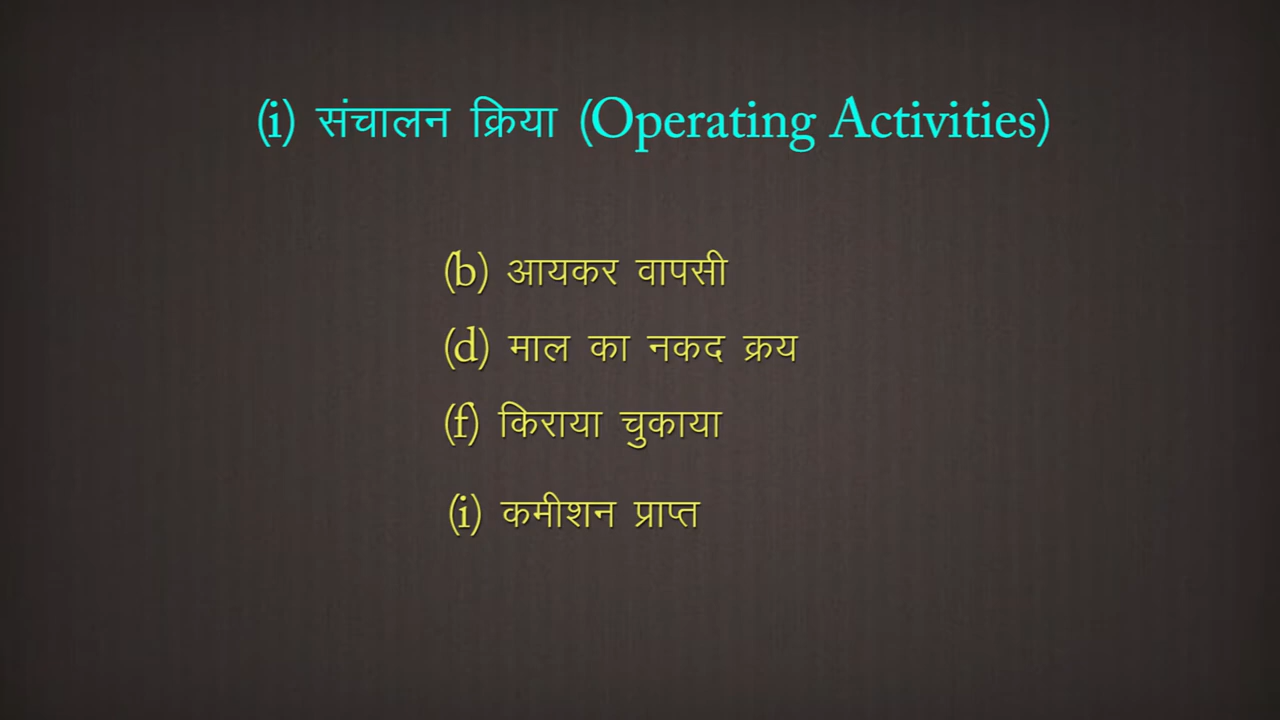 (i) संचालन क्रिया (Operating Activities)
(b) आयकर वापसी
(d) माल का नकद क्रय
(f) किराया चुकाया
(i) कमीशन प्राप्त